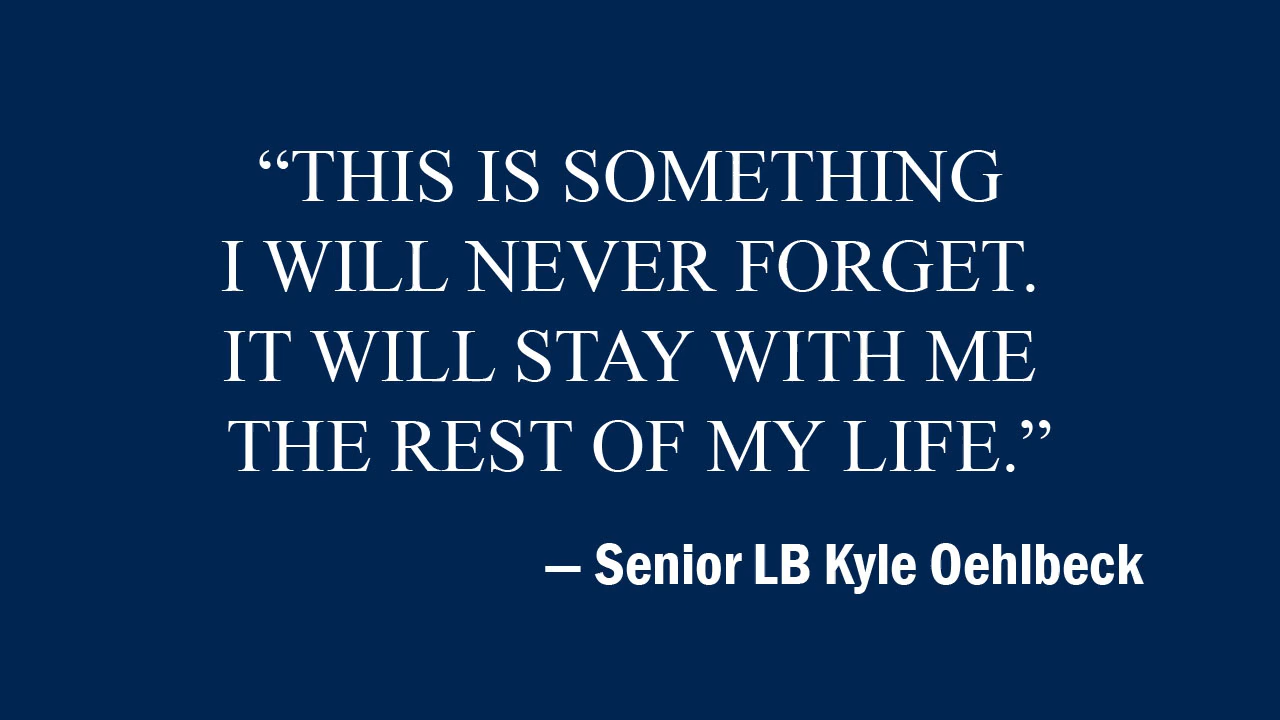 “THIS IS SOMETHING
I WILL NEVER FORGET.
IT WILL STAY WITH ME
THE REST OF MY LIFE.”
– Senior LB Kyle Oehlbeck